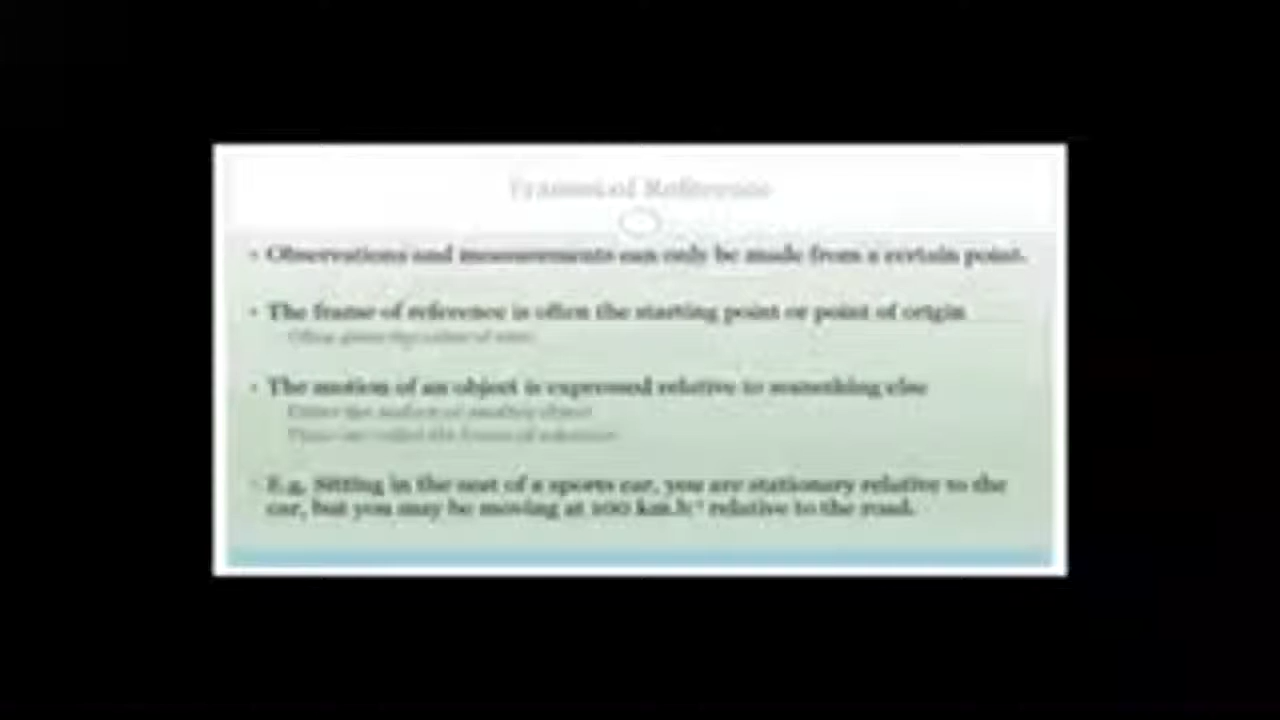 Frames of Reference
• Observations and measurements can only be made from a certain point.
• The frame of reference is often the starting point or point of origin
Often given the value of zero
• The motion of an object is expressed relative to something else
Either the motion of another object
These are called the frames of reference
• E.g. Sitting in the seat of a sports car, you are stationary relative to the
car, but you may be moving at 100 km.h⁻¹ relative to the road.